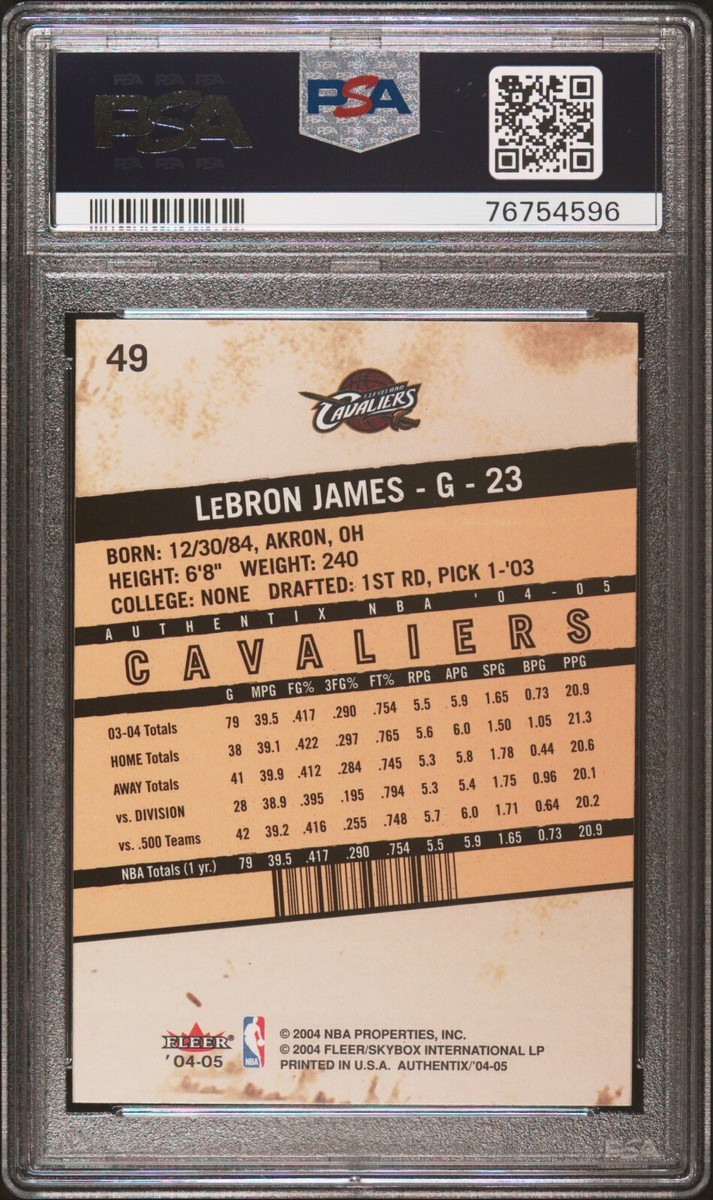 PSA PSA PSA
PSA
PSA PSA PSA
PSA
76754596
49
CLEVELAND
CAVALIERS
LEBRON JAMES - G - 23
BORN: 12/30/84, AKRON, OH
HEIGHT: 6'8" WEIGHT: 240
COLLEGE: NONE DRAFTED: 1ST RD, PICK 1-'03
AUTHENTIX NBA '04-05
CAVALIERS
G MPG FG% 3FG% FT% RPG APG SPG BPG PPG
03-04 Totals 79 39.5 .417 .290 .754 5.5 5.9 1.65 0.73 20.9
HOME Totals 38 39.1 .422 .297 .765 5.6 6.0 1.50 1.05 21.3
AWAY Totals 41 39.9 .412 .284 .745 5.3 5.8 1.78 0.44 20.6
vs. DIVISION 28 38.9 .395 .195 .794 5.3 5.4 1.75 0.96 20.1
vs. .500 Teams 42 39.2 .416 .255 .748 5.7 6.0 1.71 0.64 20.2
NBA Totals (1 yr.) 79 39.5 .417 .290 .754 5.5 5.9 1.65 0.73 20.9
FLEER®
'04-05
NBA
© 2004 NBA PROPERTIES, INC.
© 2004 FLEER/SKYBOX INTERNATIONAL LP
PRINTED IN U.S.A. AUTHENTIX/'04-05
PSA